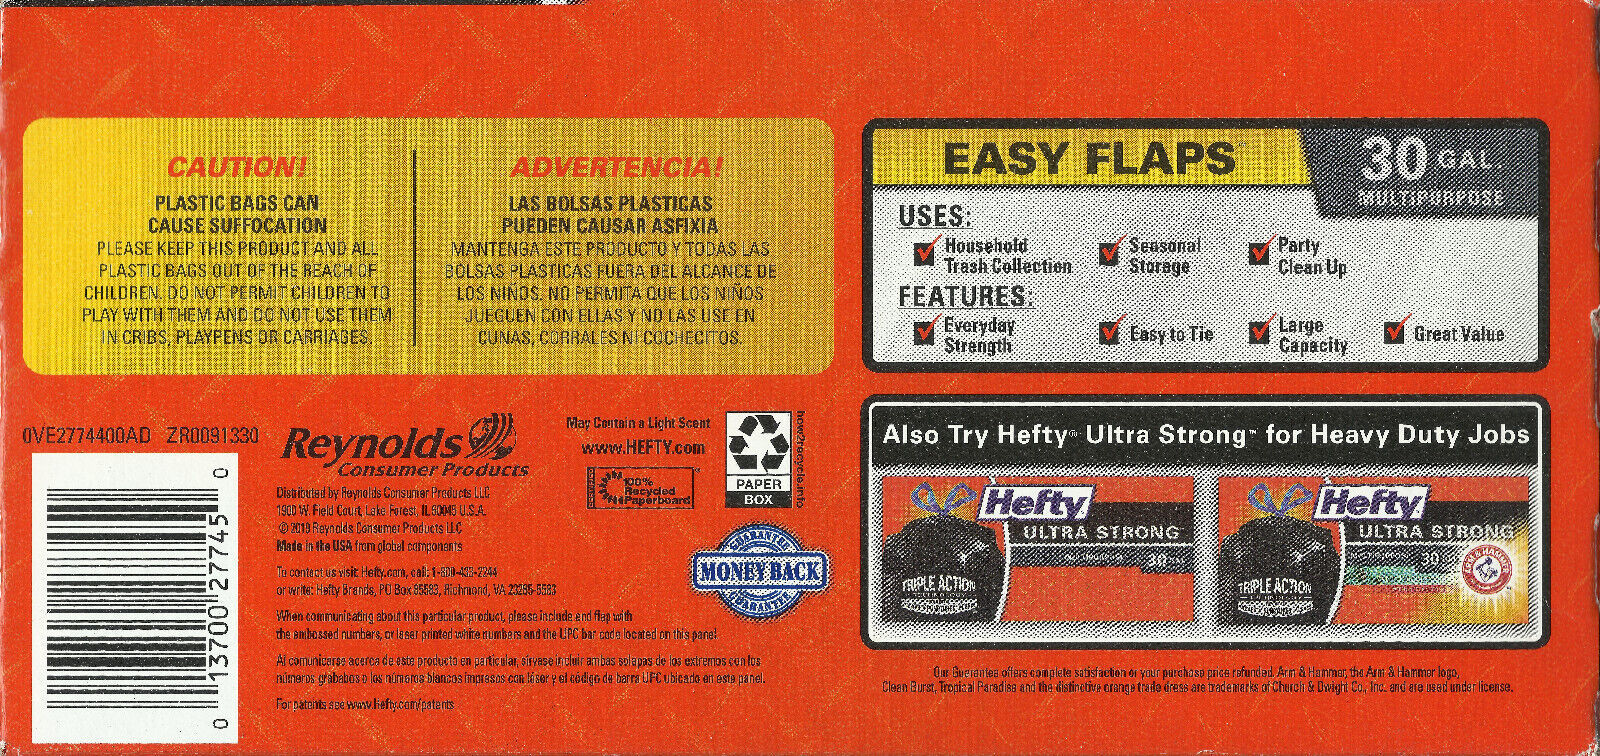 CAUTION!
PLASTIC BAGS CAN
CAUSE SUFFOCATION
PLEASE KEEP THIS PRODUCT AND ALL
PLASTIC BAGS OUT OF THE REACH OF
CHILDREN. DO NOT PERMIT CHILDREN TO
PLAY WITH THEM AND DO NOT USE THEM
IN CRIBS, PLAYPENS OR CARRIAGES.
ADVERTENCIA!
LAS BOLSAS PLASTICAS
PUEDEN CAUSAR ASFIXIA
MANTENGA ESTE PRODUCTO Y TODAS LAS
BOLSAS PLASTICAS FUERA DEL ALCANCE DE
LOS NIÑOS. NO PERMITA QUE LOS NIÑOS
JUEGUEN CON ELLAS Y NO LAS USE EN
CUNAS, CORRALES NI COCHECITOS.
EASY FLAPS
30 GAL.
MULTIPURPOSE
USES:
Household
Trash Collection
Seasonal
Storage
Party
Clean Up
FEATURES:
Everyday
Strength
Easy to Tie
Large
Capacity
Great Value
0VE2774400AD ZR0091330
0 13700 27745 0
Reynolds
Consumer Products
Distributed by Reynolds Consumer Products LLC
1900 W. Field Court, Lake Forest, IL 60045 U.S.A.
Reynolds Consumer Products LLC
Made in the USA from global components
To contact us visit: Hefty.com, call:
or write: Hefty Brands, PO Box Richmond, VA
When communicating about this particular product, please include end flap with
the embossed numbers, or laser printed white numbers and the UPC bar code located on this panel
Al comunicarse acerca de este producto en particular, sírvase incluir ambas solapas de los extremos con los
números grabados o los números blancos impresos con láser y el código de barra UPC ubicado en este panel.
For patents see www.hefty.com/patents
May Contain a Light Scent
www.HEFTY.com
100%
Recycled
Paperboard
PAPER
BOX
how2recycle.info
GUARANTEE
MONEY BACK
Also Try Hefty® Ultra Strong™ for Heavy Duty Jobs
Hefty
ULTRA STRONG
30
TRIPLE ACTION
Hefty
ULTRA STRONG
30
ARM & HAMMER
TRIPLE ACTION
Our Guarantee offers complete satisfaction or your purchase price refunded. Arm & Hammer, the Arm & Hammer logo,
Clean Burst, Tropical Paradise and the distinctive orange trade dress are trademarks of Church & Dwight Co., Inc. and are used under license.